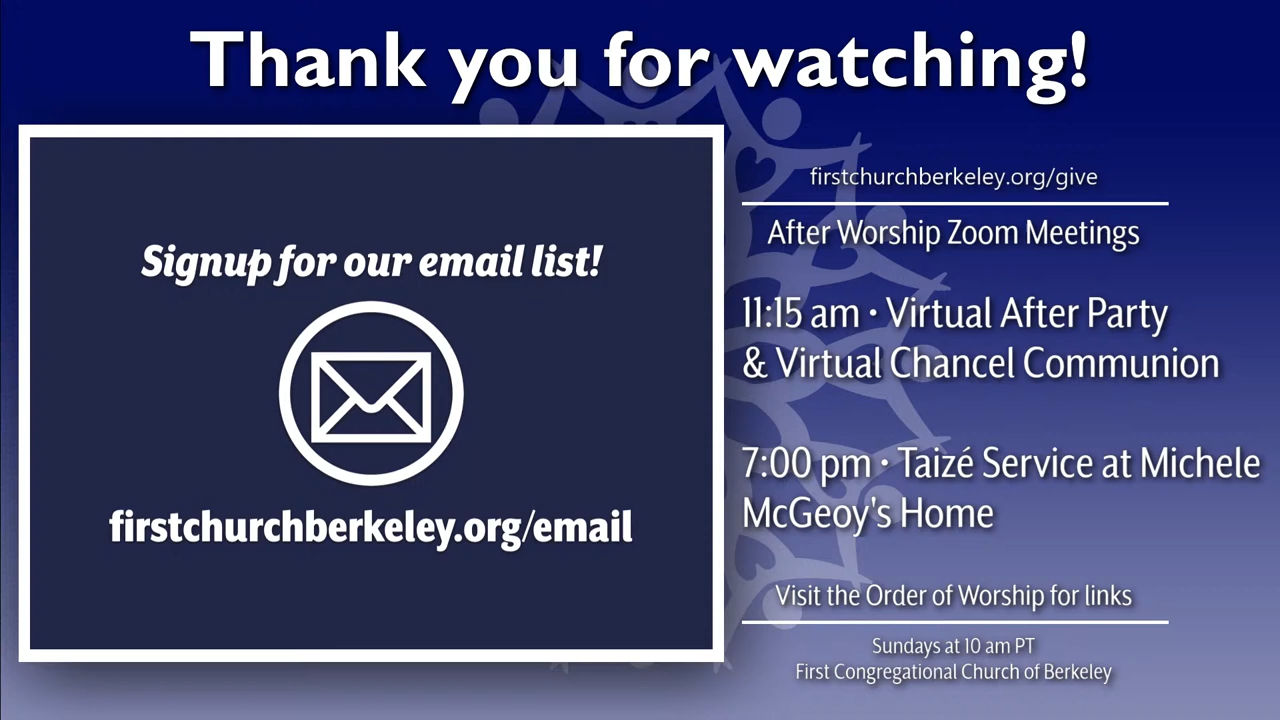 Thank you for watching!
Signup for our email list!
firstchurchberkeley.org/email
firstchurchberkeley.org/give
After Worship Zoom Meetings
11:15 am • Virtual After Party
& Virtual Chancel Communion
7:00 pm • Taizé Service at Michele
McGeoy's Home
Visit the Order of Worship for links
Sundays at 10 am PT
First Congregational Church of Berkeley